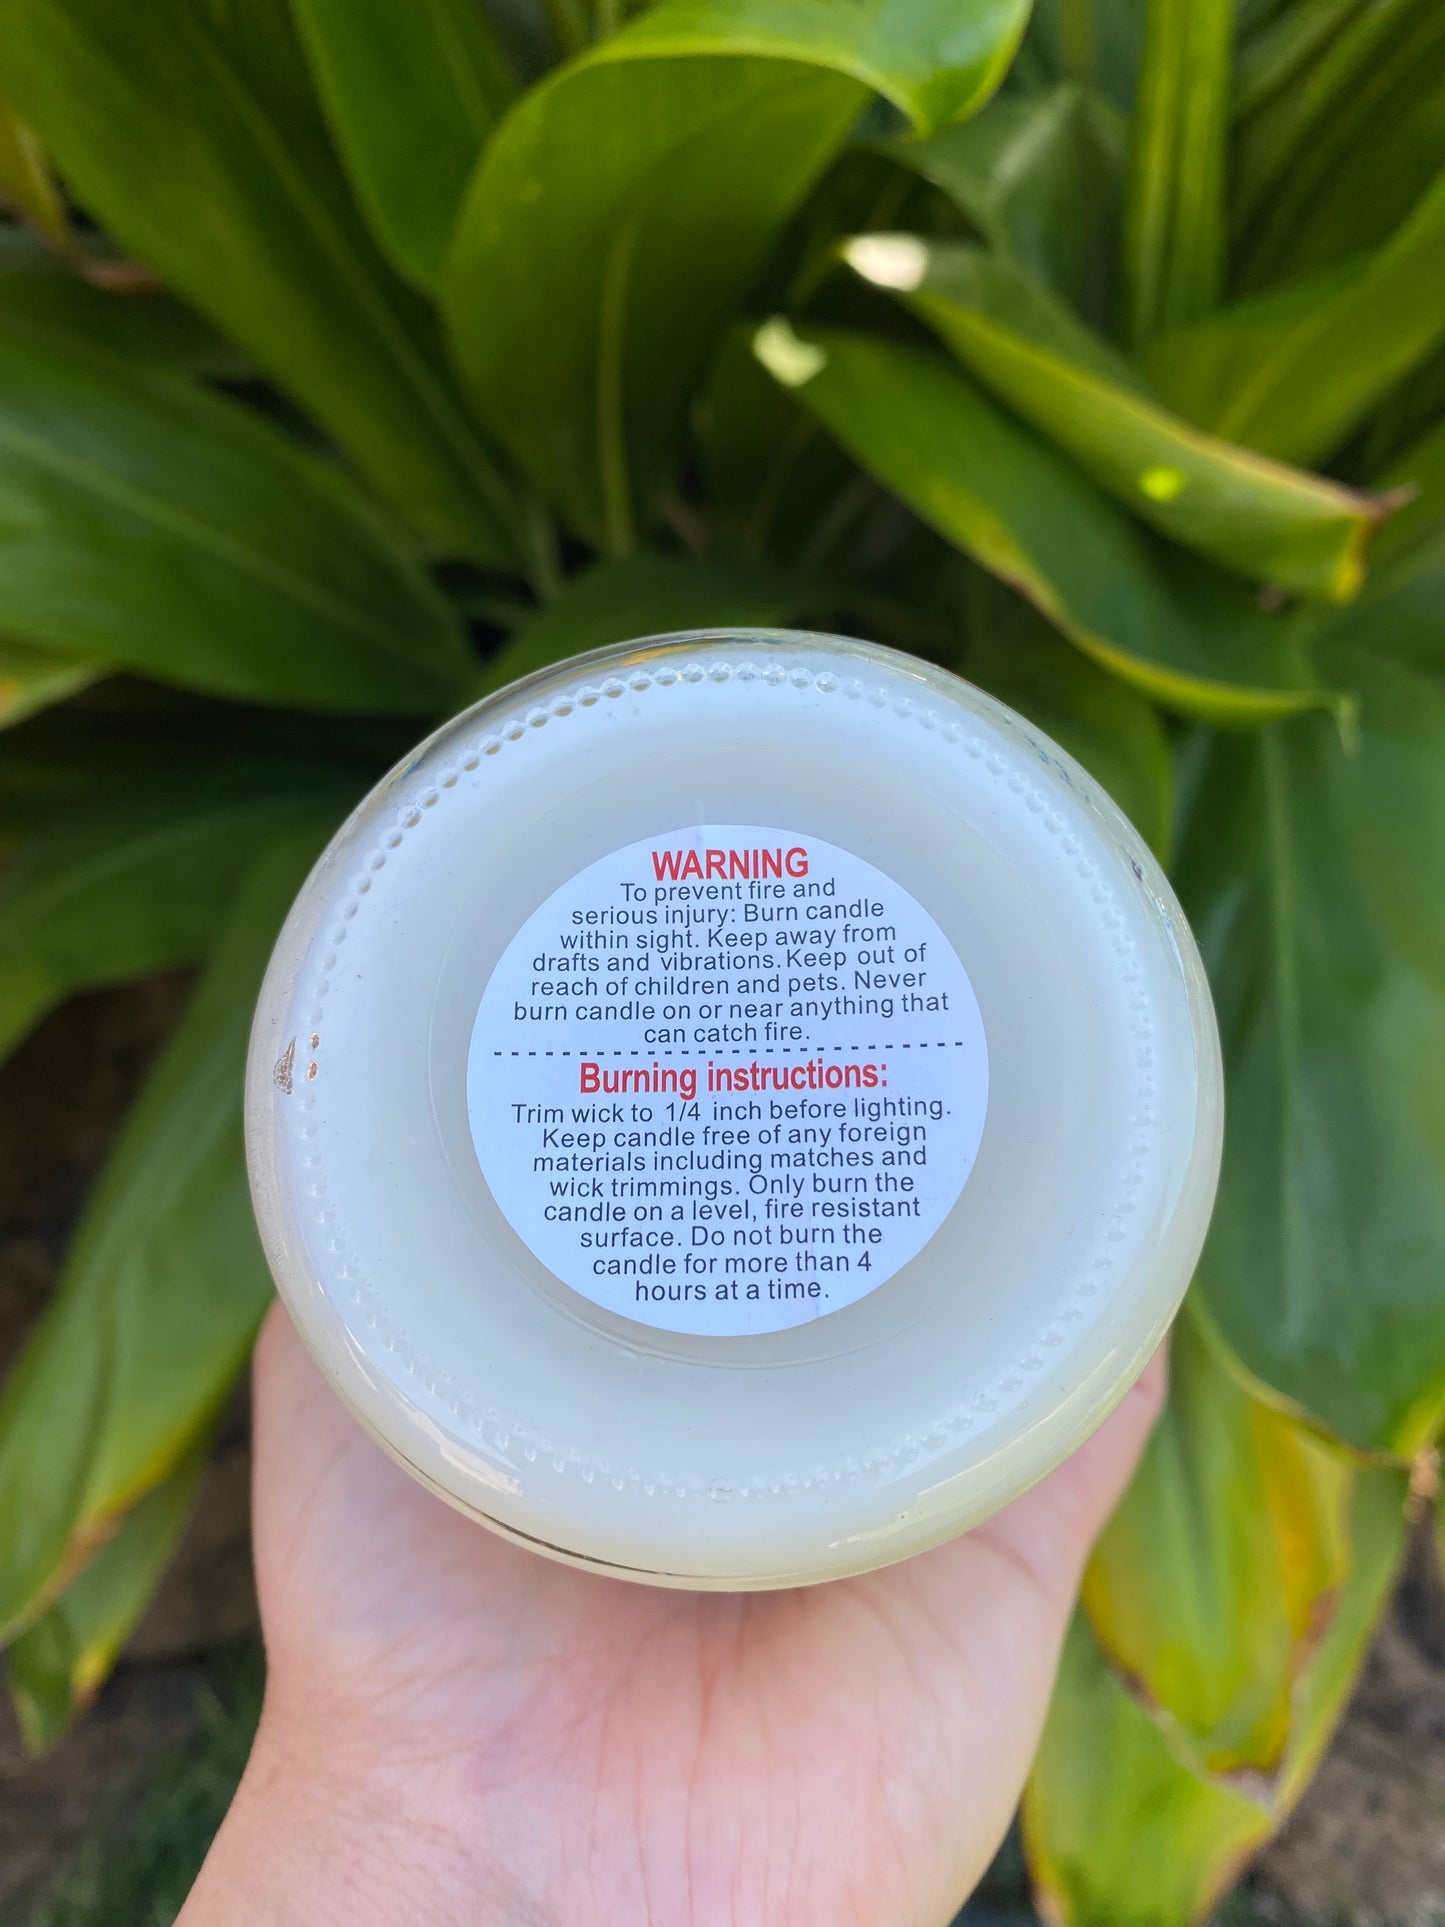 WARNING
To prevent fire and
serious injury: Burn candle
within sight. Keep away from
drafts and vibrations. Keep out of
reach of children and pets. Never
burn candle on or near anything that
can catch fire.
Burning instructions:
Trim wick to 1/4 inch before lighting.
Keep candle free of any foreign
materials including matches and
wick trimmings. Only burn the
candle on a level, fire resistant
surface. Do not burn the
candle for more than 4
hours at a time.